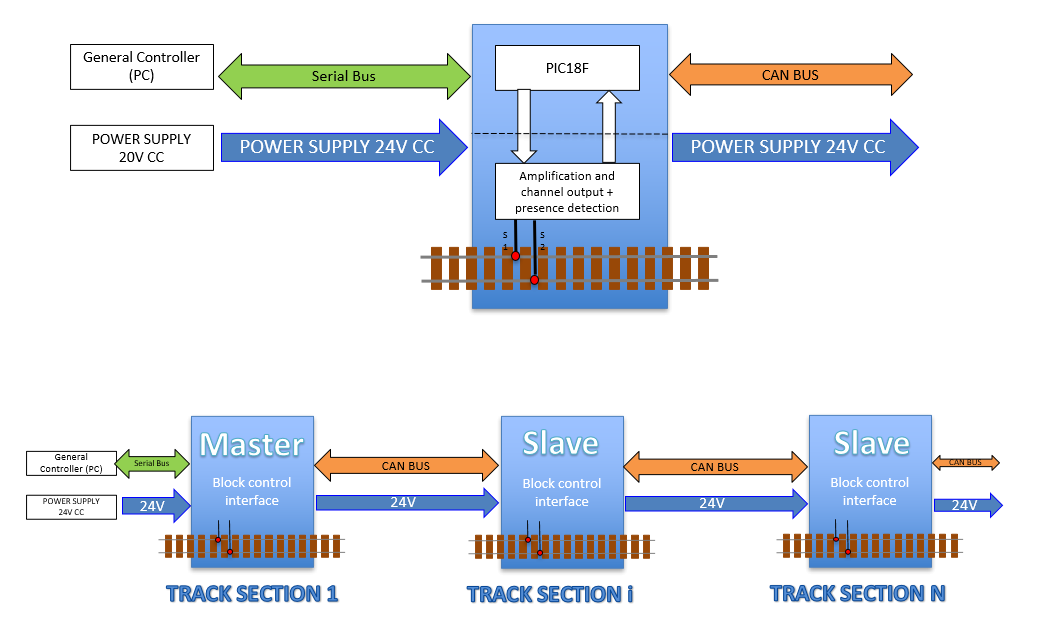 General Controller
(PC)
Serial Bus
PIC18F
CAN BUS
POWER SUPPLY
20V CC
POWER SUPPLY 24V CC
POWER SUPPLY 24V CC
Amplification and
channel output +
presence detection
S
1
S
2
General
Controller (PC)
Serial Bus
POWER SUPPLY
24V CC
24V
Master
Block control
interface
CAN BUS
24V
Slave
Block control
interface
CAN BUS
24V
Slave
Block control
interface
CAN BUS
24V
TRACK SECTION 1
TRACK SECTION i
TRACK SECTION N